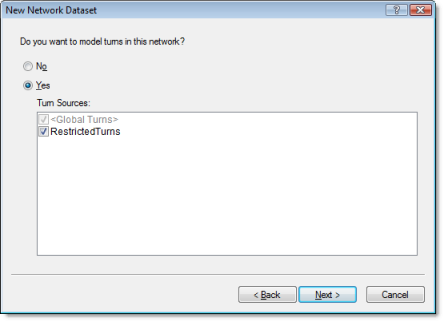 New Network Dataset
Do you want to model turns in this network?
No
Yes
Turn Sources:
<Global Turns>
RestrictedTurns
< Back
Next >
Cancel